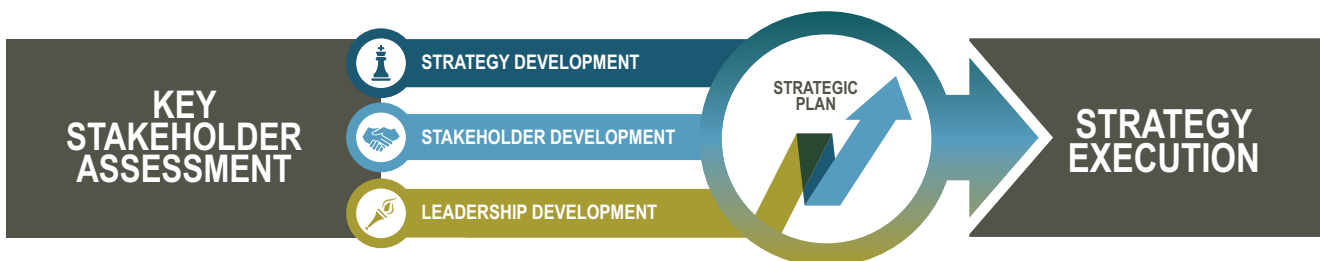 KEY
STAKEHOLDER
ASSESSMENT
STRATEGY DEVELOPMENT
STAKEHOLDER DEVELOPMENT
LEADERSHIP DEVELOPMENT
STRATEGIC
PLAN
STRATEGY
EXECUTION